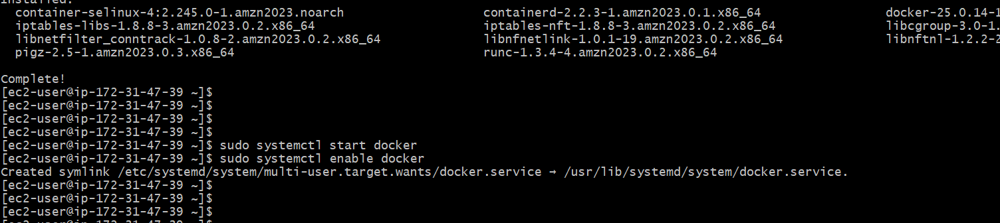 Installed:
container-selinux-4:2.245.0-1.amzn2023.noarch containerd-2.2.3-1.amzn2023.0.1.x86_64 docker-25.0.14-1
iptables-libs-1.8.8-3.amzn2023.0.2.x86_64 iptables-nft-1.8.8-3.amzn2023.0.2.x86_64 libcgroup-3.0-1.
libnetfilter_conntrack-1.0.8-2.amzn2023.0.2.x86_64 libnfnetlink-1.0.1-19.amzn2023.0.2.x86_64 libnftnl-1.2.2-2
pigz-2.5-1.amzn2023.0.3.x86_64 runc-1.3.4-4.amzn2023.0.2.x86_64
Complete!
[ec2-user@ip-172-31-47-39 ~]$
[ec2-user@ip-172-31-47-39 ~]$
[ec2-user@ip-172-31-47-39 ~]$
[ec2-user@ip-172-31-47-39 ~]$
[ec2-user@ip-172-31-47-39 ~]$ sudo systemctl start docker
[ec2-user@ip-172-31-47-39 ~]$ sudo systemctl enable docker
Created symlink /etc/systemd/system/multi-user.target.wants/docker.service → /usr/lib/systemd/system/docker.service.
[ec2-user@ip-172-31-47-39 ~]$
[ec2-user@ip-172-31-47-39 ~]$
[ec2-user@ip-172-31-47-39 ~]$